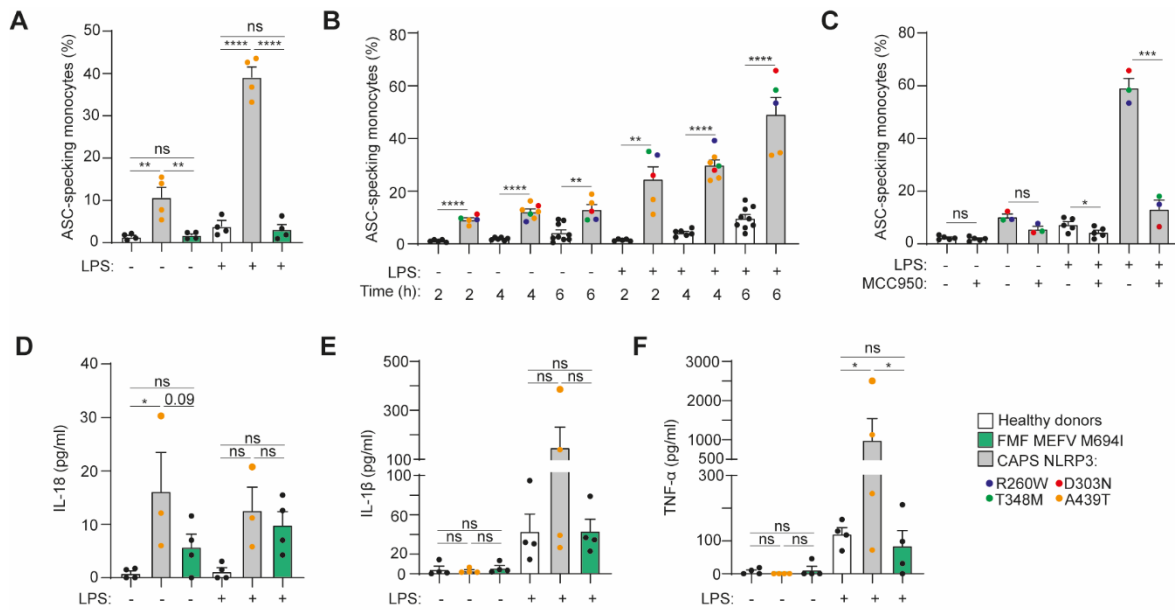 A
ASC-specking monocytes (%)
50
40
30
20
10
0
ns
** **
ns
**** ****
LPS: - - - + + +
B
ASC-specking monocytes (%)
80
60
40
20
0
**** **** ** ** **** ****
LPS: - - - - - - + + + + + +
Time (h) 2 2 4 4 6 6 2 2 4 4 6 6
C
ASC-specking monocytes (%)
80
60
40
20
0
ns ns * ***
LPS: - - - - + + + +
MCC950: - + - + - + - +
D
IL-18 (pg/ml)
40
30
20
10
0
ns
* 0.09
ns
ns ns
LPS: - - - + + +
E
IL-1β (pg/ml)
500
300
100
80
60
40
20
0
ns
ns ns
ns
ns ns
LPS: - - - + + +
F
TNF-α (pg/ml)
3000
2000
1000
300
200
100
0
ns
ns ns
ns
* *
LPS: - - - + + +
Healthy donors
FMF MEFV M694I
CAPS NLRP3:
R260W D303N
T348M A439T